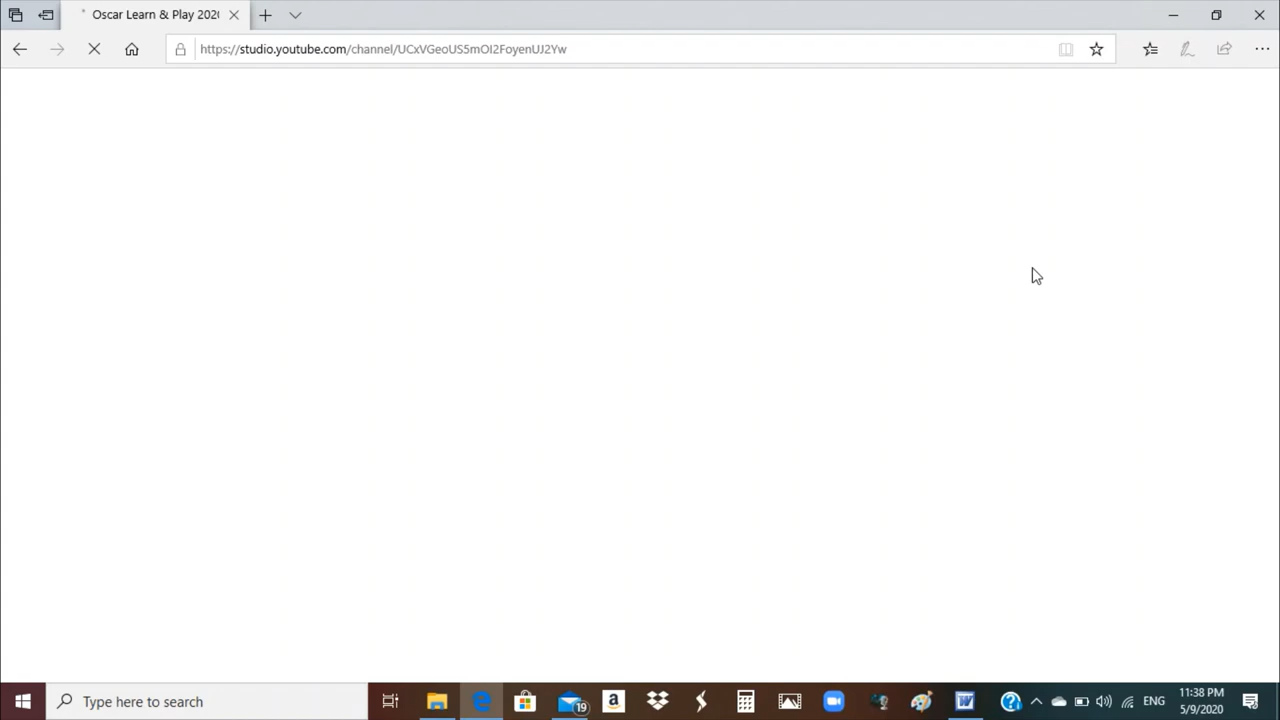 Oscar Learn & Play 202
https://studio.youtube.com/channel/UCxVGeoUS5mOI2FoyenUJ2Yw
Type here to search
19
ENG
11:38 PM
5/9/2020